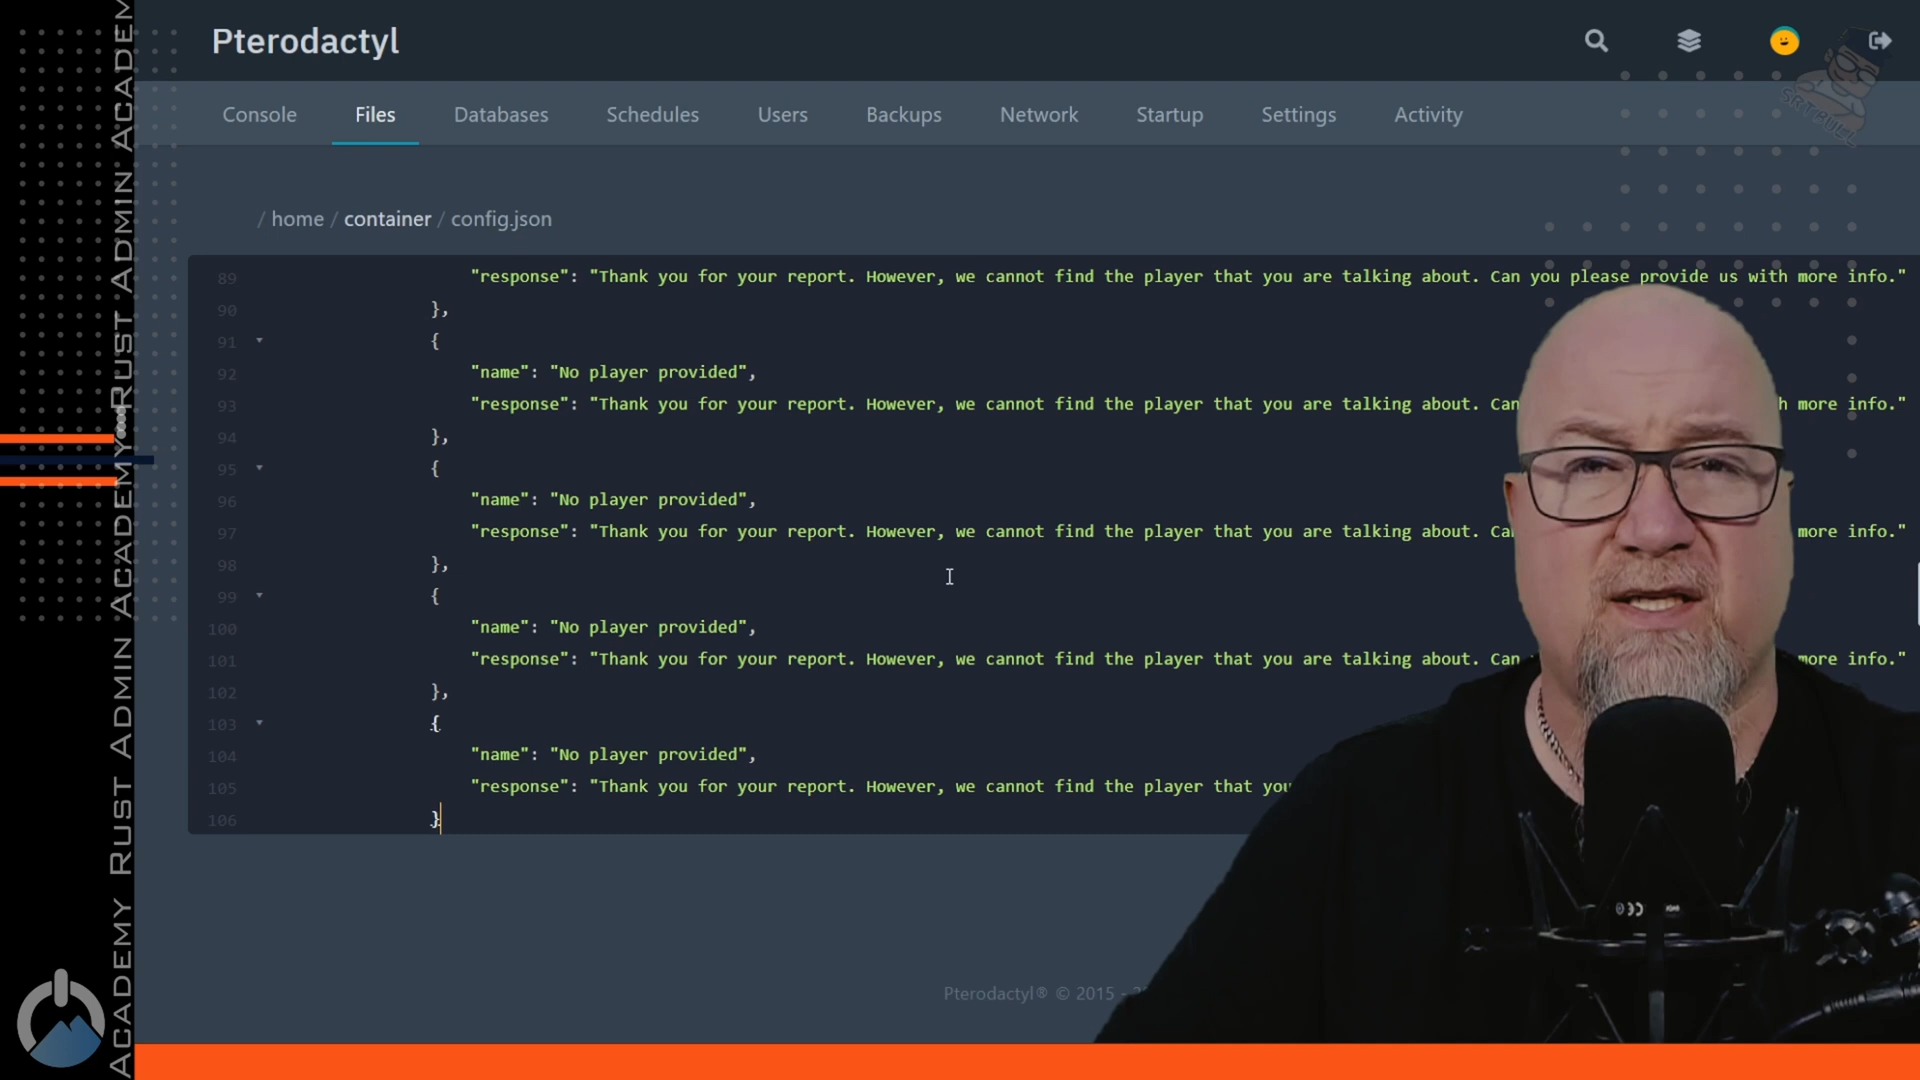 Pterodactyl
Console Files Databases Schedules Users Backups Network Startup Settings Activity
SRTBULL
/ home / container / config.json
89 "response": "Thank you for your report. However, we cannot find the player that you are talking about. Can you please provide us with more info."
90 },
91 {
92 "name": "No player provided",
93 "response": "Thank you for your report. However, we cannot find the player that you are talking about. Can h more info."
94 },
95 {
96 "name": "No player provided",
97 "response": "Thank you for your report. However, we cannot find the player that you are talking about. Ca more info."
98 },
99 {
100 "name": "No player provided",
101 "response": "Thank you for your report. However, we cannot find the player that you are talking about. Can more info."
102 },
103 {
104 "name": "No player provided",
105 "response": "Thank you for your report. However, we cannot find the player that you
106 }
Pterodactyl® © 2015 -
ACADEMY RUST ADMIN ACADEMY RUST ADMIN ACADEM